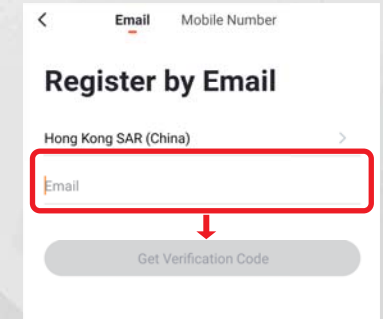 Email Mobile Number
Register by Email
Hong Kong SAR (China)
Email
Get Verification Code